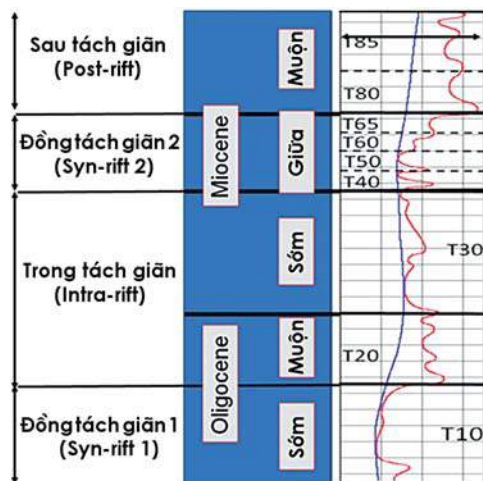 Sau tách giãn
(Post-rift)
Đồng tách giãn 2
(Syn-rift 2)
Trong tách giãn
(Intra-rift)
Đồng tách giãn 1
(Syn-rift 1)
Miocene
Oligocene
Muộn
Giữa
Sớm
Muộn
Sớm
T85
T80
T65
T60
T50
T40
T30
T20
T10